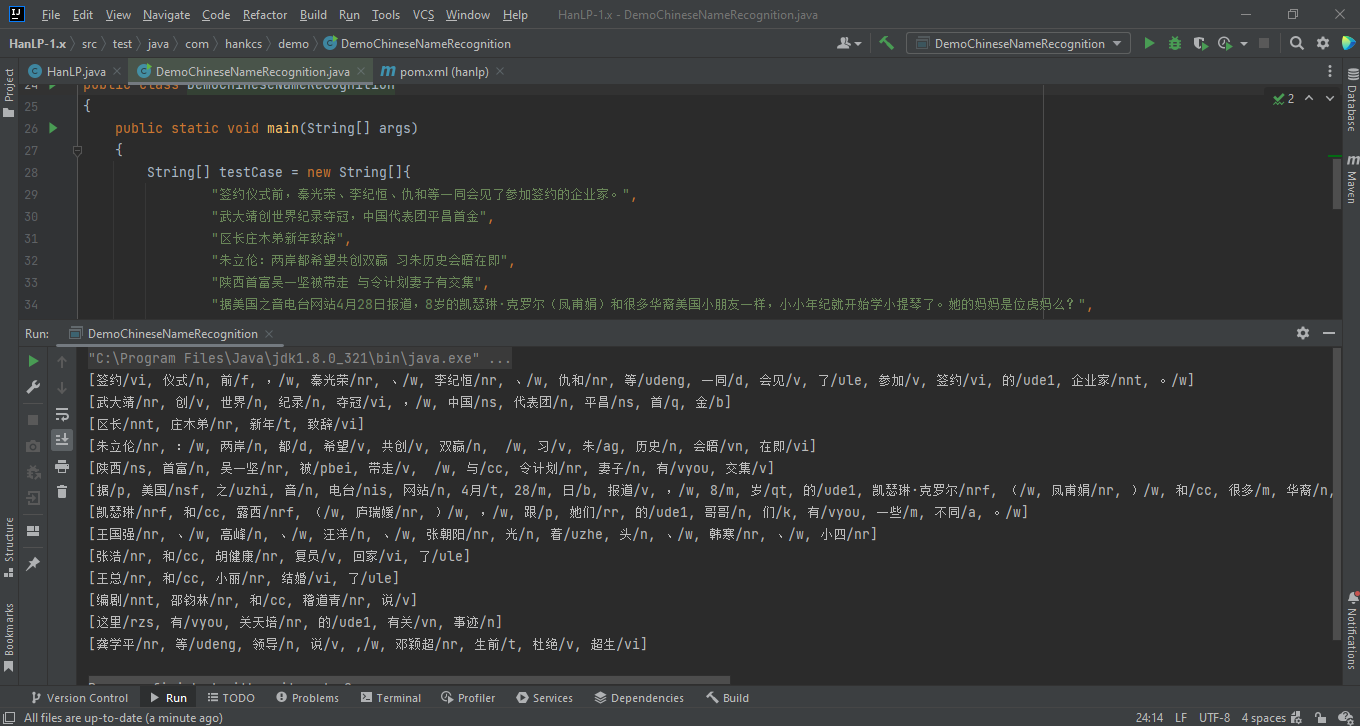 File Edit View Navigate Code Refactor Build Run Tools VCS Window Help HanLP-1.x - DemoChineseNameRecognition.java
HanLP-1.x src test java com hankcs demo DemoChineseNameRecognition DemoChineseNameRecognition
HanLP.java DemoChineseNameRecognition.java pom.xml (hanlp)
Project
24 public class DemoChineseNameRecognition
25 {
2
26 public static void main(String[] args)
27 {
28 String[] testCase = new String[]{
29 "签约仪式前，秦光荣、李纪恒、仇和等一同会见了参加签约的企业家。",
30 "武大靖创世界纪录夺冠，中国代表团平昌首金",
31 "区长庄木弟新年致辞",
32 "朱立伦：两岸都希望共创双赢 习朱历史会晤在即",
33 "陕西首富吴一坚被带走 与令计划妻子有交集",
34 "据美国之音电台网站4月28日报道，8岁的凯瑟琳·克罗尔（凤甫娟）和很多华裔美国小朋友一样，小小年纪就开始学小提琴了。她的妈妈是位虎妈么？",
Database
Maven
Run: DemoChineseNameRecognition
"C:\Program Files\Java\jdk1.8.0_321\bin\java.exe" ...
[签约/vi, 仪式/n, 前/f, ，/w, 秦光荣/nr, 、/w, 李纪恒/nr, 、/w, 仇和/nr, 等/udeng, 一同/d, 会见/v, 了/ule, 参加/v, 签约/vi, 的/ude1, 企业家/nnt, 。/w]
[武大靖/nr, 创/v, 世界/n, 纪录/n, 夺冠/vi, ，/w, 中国/ns, 代表团/n, 平昌/ns, 首/q, 金/b]
[区长/nnt, 庄木弟/nr, 新年/t, 致辞/vi]
[朱立伦/nr, ：/w, 两岸/n, 都/d, 希望/v, 共创/v, 双赢/n,  /w, 习/v, 朱/ag, 历史/n, 会晤/vn, 在即/vi]
[陕西/ns, 首富/n, 吴一坚/nr, 被/pbei, 带走/v,  /w, 与/cc, 令计划/nr, 妻子/n, 有/vyou, 交集/v]
[据/p, 美国/nsf, 之/uzhi, 音/n, 电台/nis, 网站/n, 4月/t, 28/m, 日/b, 报道/v, ，/w, 8/m, 岁/qt, 的/ude1, 凯瑟琳·克罗尔/nrf, （/w, 凤甫娟/nr, ）/w, 和/cc, 很多/m, 华裔/n,
[凯瑟琳/nrf, 和/cc, 露西/nrf, （/w, 庐瑞媛/nr, ）/w, ，/w, 跟/p, 她们/rr, 的/ude1, 哥哥/n, 们/k, 有/vyou, 一些/m, 不同/a, 。/w]
[王国强/nr, 、/w, 高峰/n, 、/w, 汪洋/n, 、/w, 张朝阳/nr, 光/n, 着/uzhe, 头/n, 、/w, 韩寒/nr, 、/w, 小四/nr]
[张浩/nr, 和/cc, 胡健康/nr, 复员/v, 回家/vi, 了/ule]
[王总/nr, 和/cc, 小丽/nr, 结婚/vi, 了/ule]
[编剧/nnt, 邵钧林/nr, 和/cc, 稽道青/nr, 说/v]
[这里/rzs, 有/vyou, 关天培/nr, 的/ude1, 有关/vn, 事迹/n]
[龚学平/nr, 等/udeng, 领导/n, 说/v, ,/w, 邓颖超/nr, 生前/t, 杜绝/v, 超生/vi]
Structure
Bookmarks
Notifications
Version Control Run TODO Problems Terminal Profiler Services Dependencies Build
All files are up-to-date (a minute ago) 24:14 LF UTF-8 4 spaces